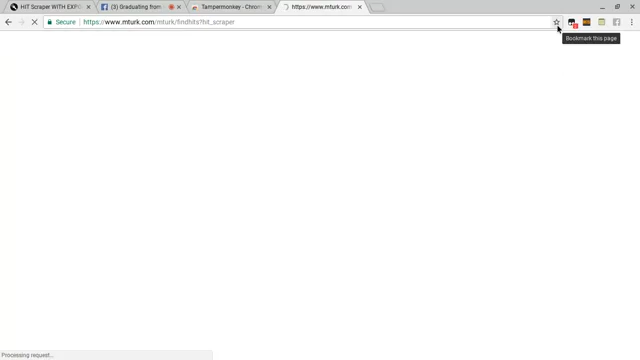 HIT Scraper WITH EXPO
(3) Graduating from
Tampermonkey - Chrom
https://www.mturk.com
Secure
https://www.mturk.com/mturk/findhits?hit_scraper
Bookmark this page
Processing request...